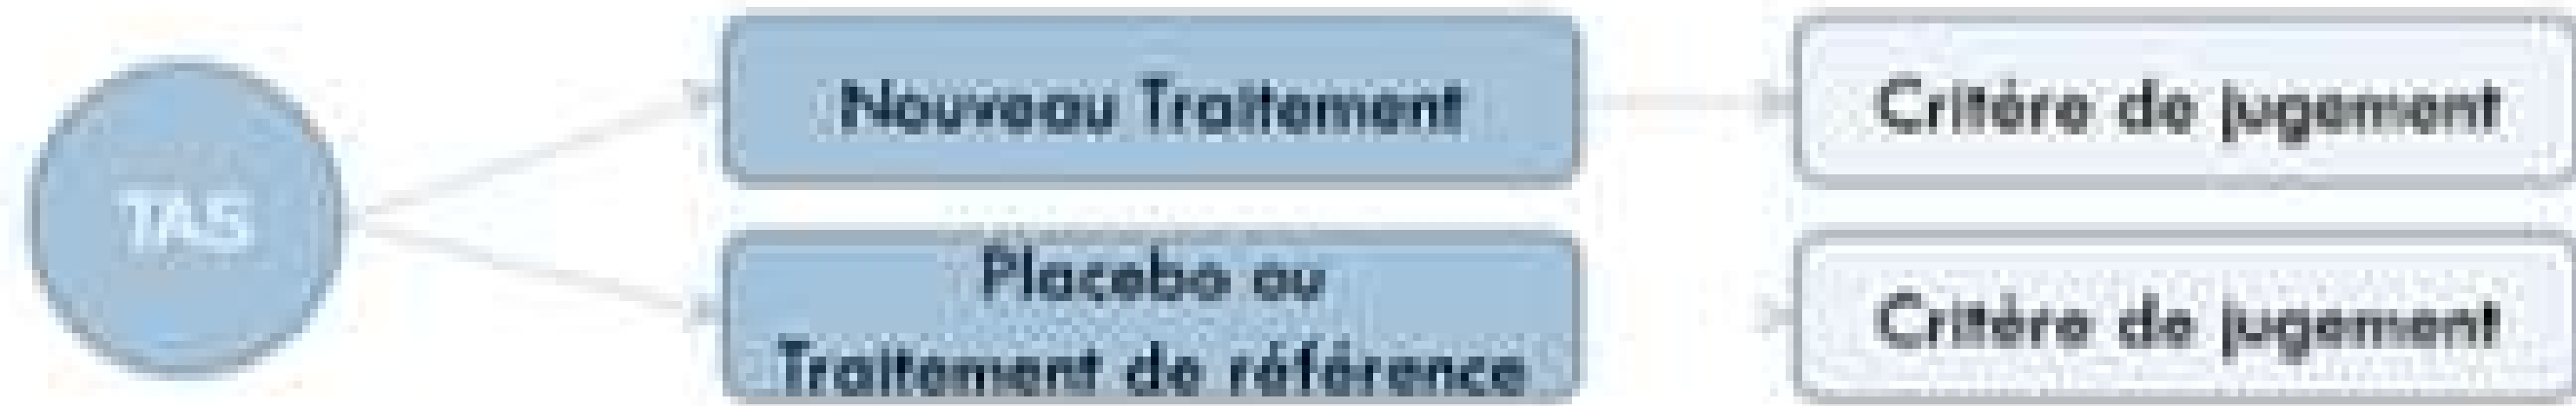 TAS
Nouveau Traitement
Critère de jugement
Placebo ou
Traitement de référence
Critère de jugement